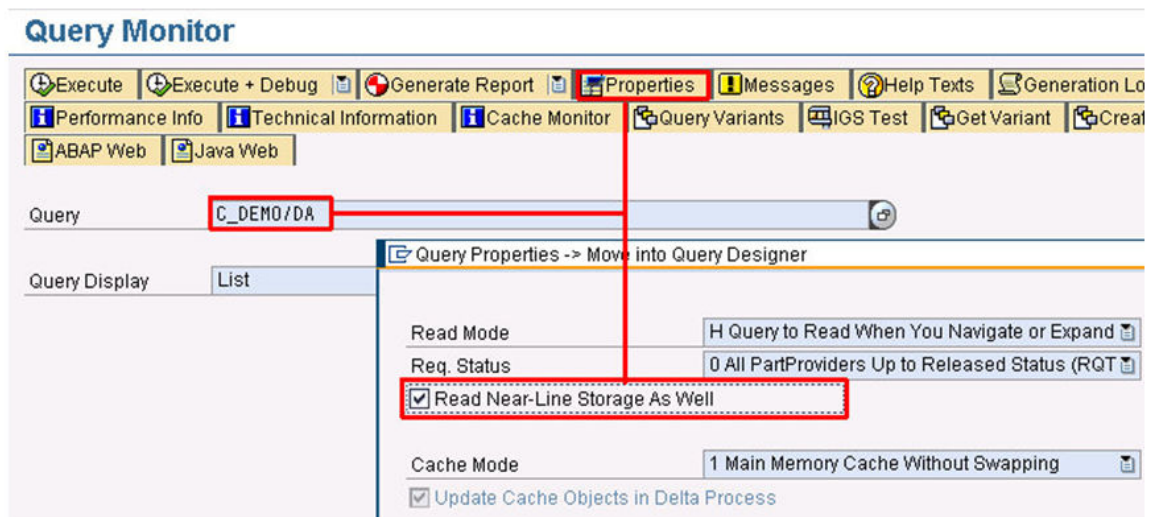 Query Monitor
Execute Execute + Debug Generate Report Properties Messages Help Texts Generation Lo
Performance Info Technical Information Cache Monitor Query Variants IGS Test Get Variant Creat
ABAP Web Java Web
Query C_DEMO/DA
Query Properties -> Move into Query Designer
Query Display List
Read Mode H Query to Read When You Navigate or Expand
Req. Status 0 All PartProviders Up to Released Status (RQT
Read Near-Line Storage As Well
Cache Mode 1 Main Memory Cache Without Swapping
Update Cache Objects in Delta Process